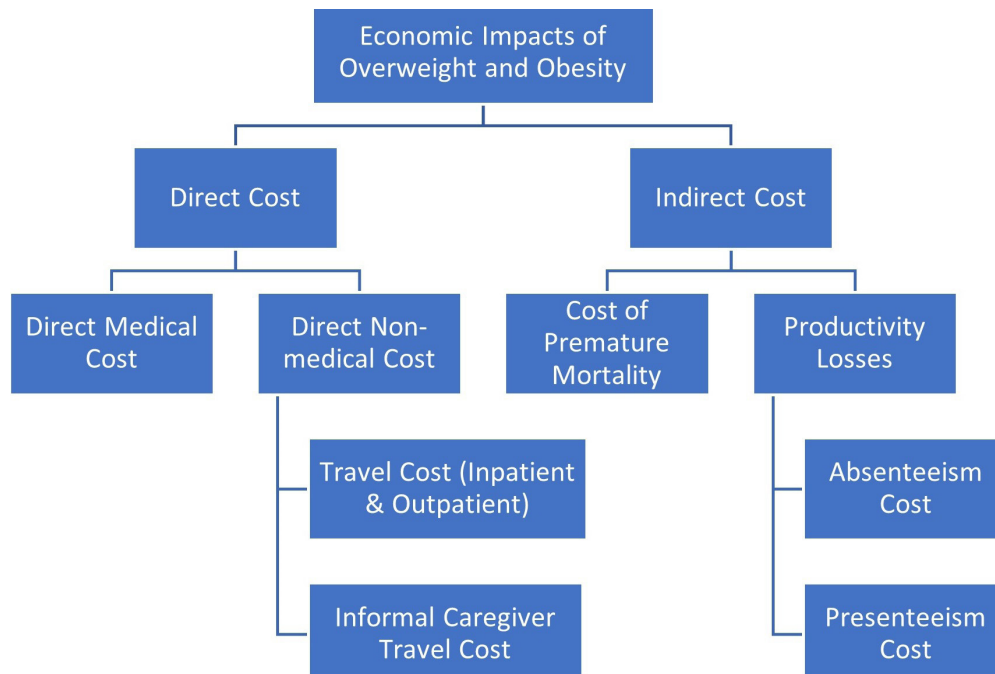 Economic Impacts of
Overweight and Obesity
Direct Cost
Indirect Cost
Direct Medical
Cost
Direct Non-
medical Cost
Cost of
Premature
Mortality
Productivity
Losses
Travel Cost (Inpatient
& Outpatient)
Absenteeism
Cost
Informal Caregiver
Travel Cost
Presenteeism
Cost